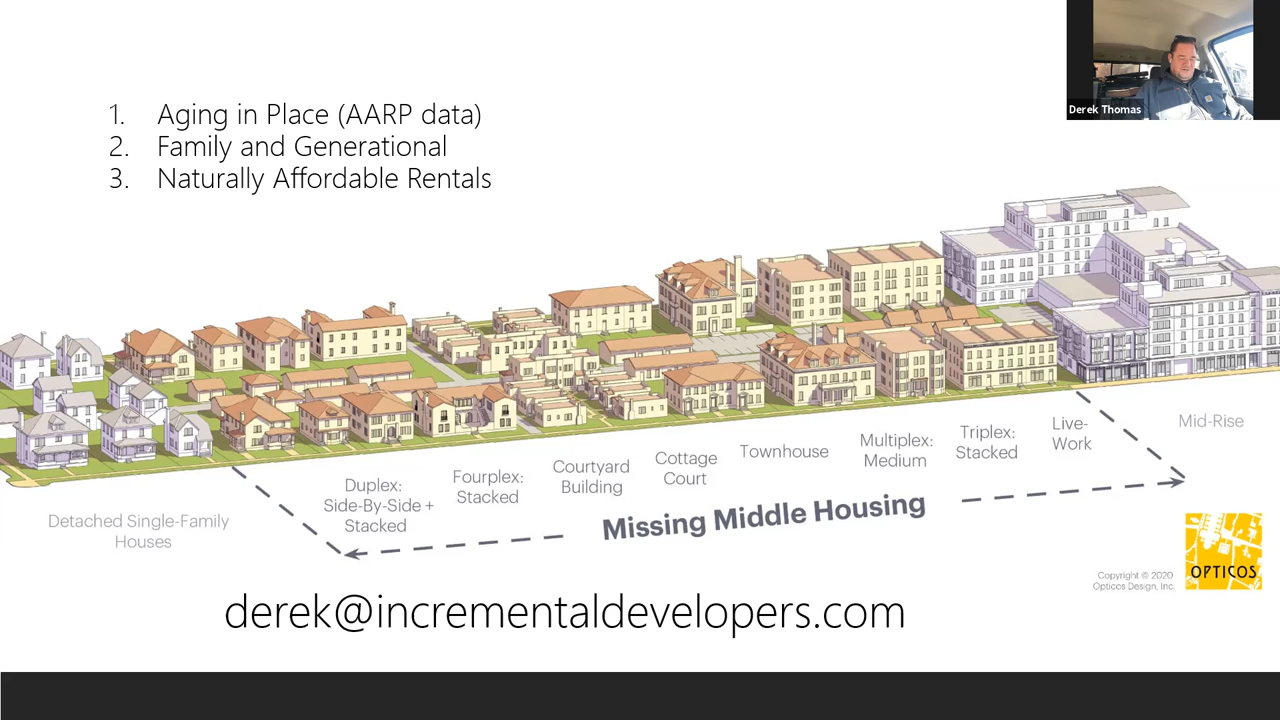 Derek Thomas
1. Aging in Place (AARP data)
2. Family and Generational
3. Naturally Affordable Rentals
Detached Single-Family
Houses
Duplex:
Side-By-Side +
Stacked
Fourplex:
Stacked
Courtyard
Building
Cottage
Court
Townhouse
Multiplex:
Medium
Triplex:
Stacked
Live-
Work
Mid-Rise
Missing Middle Housing
Copyright © 2020
Opticos Design, Inc.
OPTICOS
derek@incrementaldevelopers.com